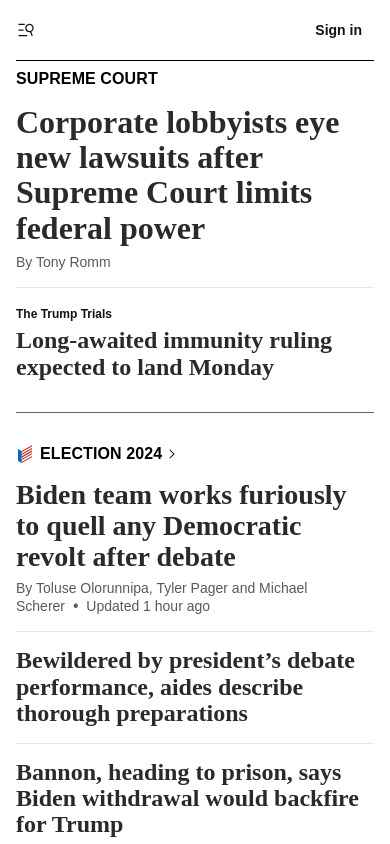 Sign in
SUPREME COURT
Corporate lobbyists eye
new lawsuits after
Supreme Court limits
federal power
By Tony Romm
The Trump Trials
Long-awaited immunity ruling
expected to land Monday
ELECTION 2024
Biden team works furiously
to quell any Democratic
revolt after debate
By Toluse Olorunnipa, Tyler Pager and Michael
Scherer • Updated 1 hour ago
Bewildered by president’s debate
performance, aides describe
thorough preparations
Bannon, heading to prison, says
Biden withdrawal would backfire
for Trump